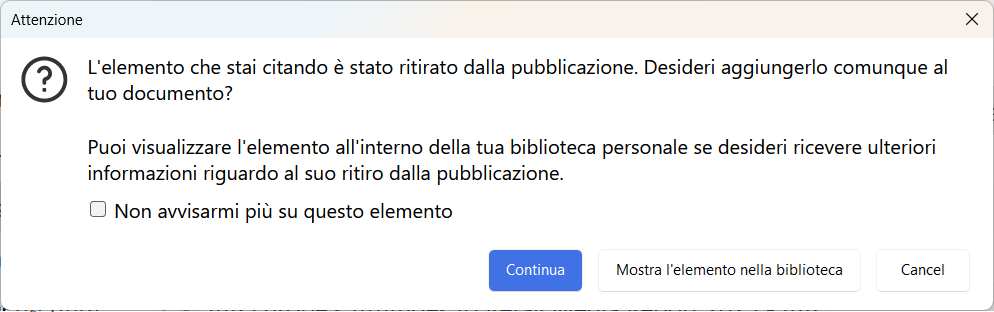 Attenzione
L'elemento che stai citando è stato ritirato dalla pubblicazione. Desideri aggiungerlo comunque al
tuo documento?
Puoi visualizzare l'elemento all'interno della tua biblioteca personale se desideri ricevere ulteriori
informazioni riguardo al suo ritiro dalla pubblicazione.
Non avvisarmi più su questo elemento
Continua
Mostra l'elemento nella biblioteca
Cancel